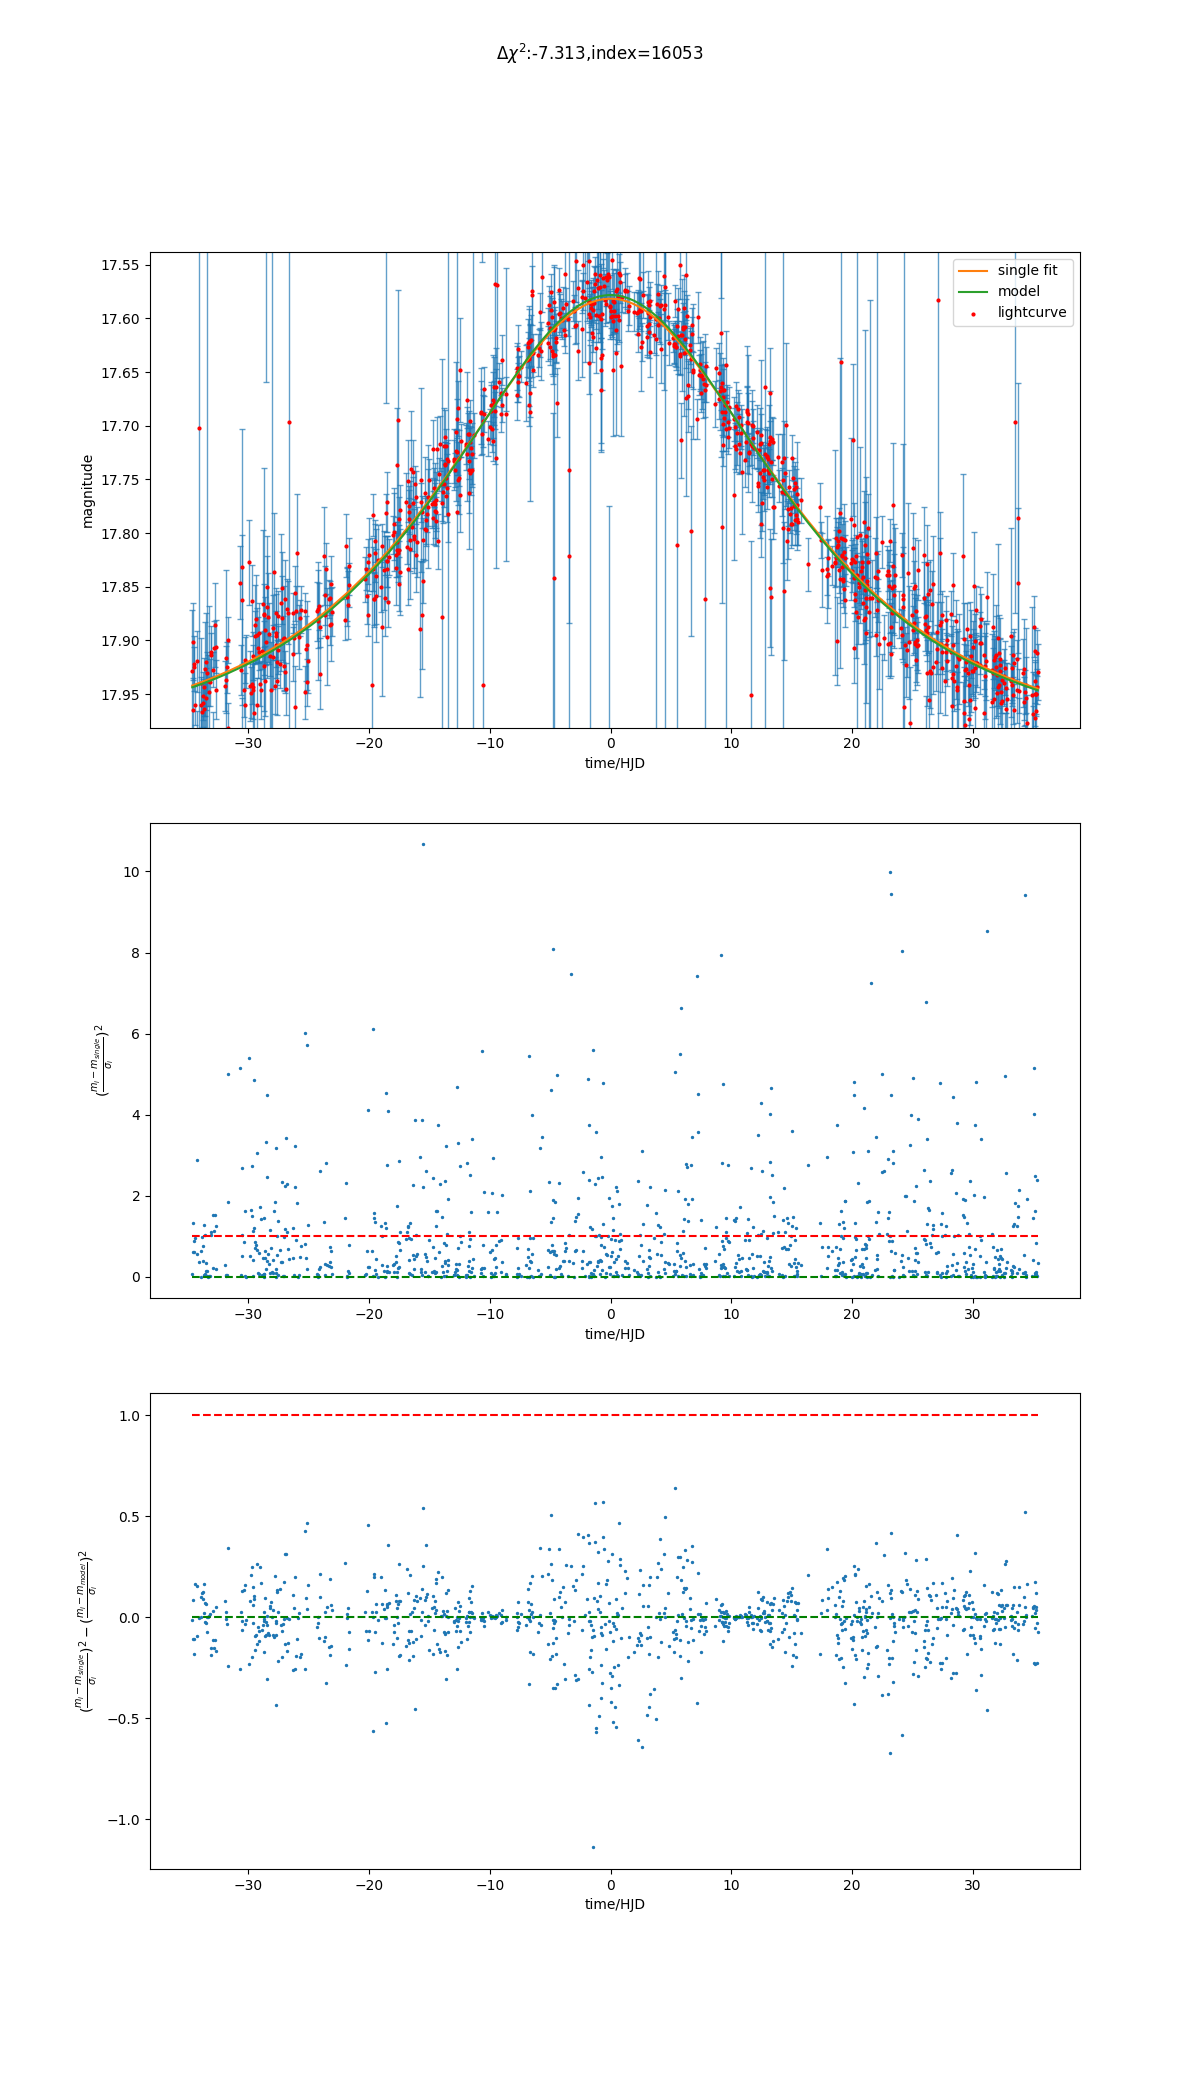 Δχ²:-7.313,index=16053
17.55
17.60
17.65
17.70
17.75
17.80
17.85
17.90
17.95
magnitude
single fit
model
lightcurve
−30 −20 −10 0 10 20 30
time/HJD
10
8
6
4
2
0
(mᵢ − m_single / σᵢ)²
−30 −20 −10 0 10 20 30
time/HJD
1.0
0.5
0.0
−0.5
−1.0
(mᵢ − m_single / σᵢ)² − (mᵢ − m_model / σᵢ)²
−30 −20 −10 0 10 20 30
time/HJD